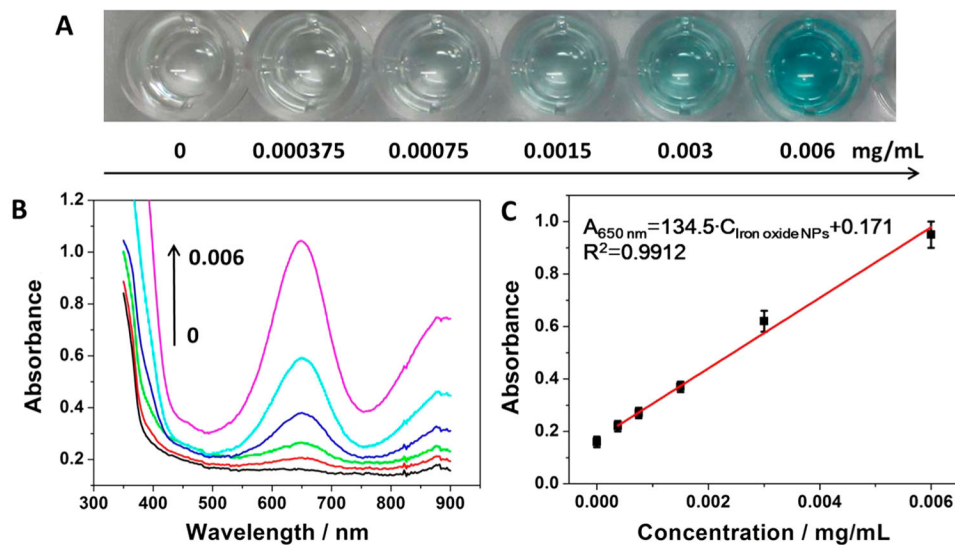 A
0 0.000375 0.00075 0.0015 0.003 0.006 mg/mL
B
1.2
1.0
0.8
0.6
0.4
0.2
0.006
0
300 400 500 600 700 800 900
Wavelength / nm
Absorbance
C
A650 nm=134.5·CIron oxide NPs+0.171
R²=0.9912
1.0
0.8
0.6
0.4
0.2
0.0
0.000 0.002 0.004 0.006
Concentration / mg/mL
Absorbance